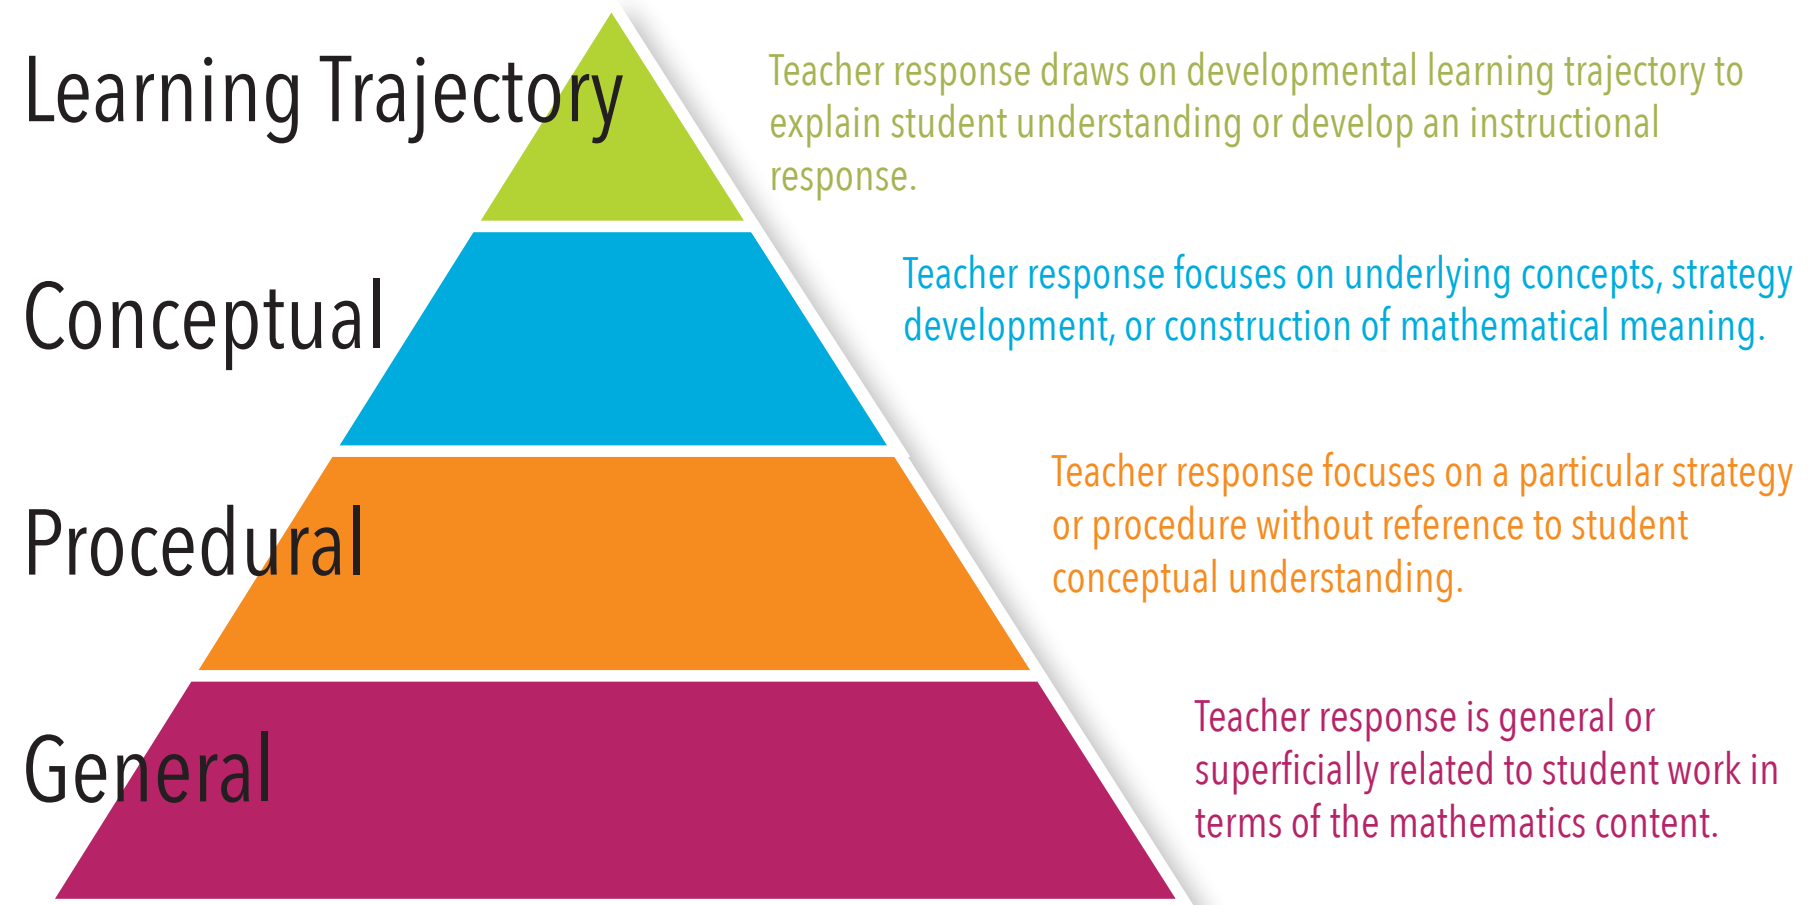 Learning Trajectory
Teacher response draws on developmental learning trajectory to
explain student understanding or develop an instructional
response.
Conceptual
Teacher response focuses on underlying concepts, strategy
development, or construction of mathematical meaning.
Procedural
Teacher response focuses on a particular strategy
or procedure without reference to student
conceptual understanding.
General
Teacher response is general or
superficially related to student work in
terms of the mathematics content.